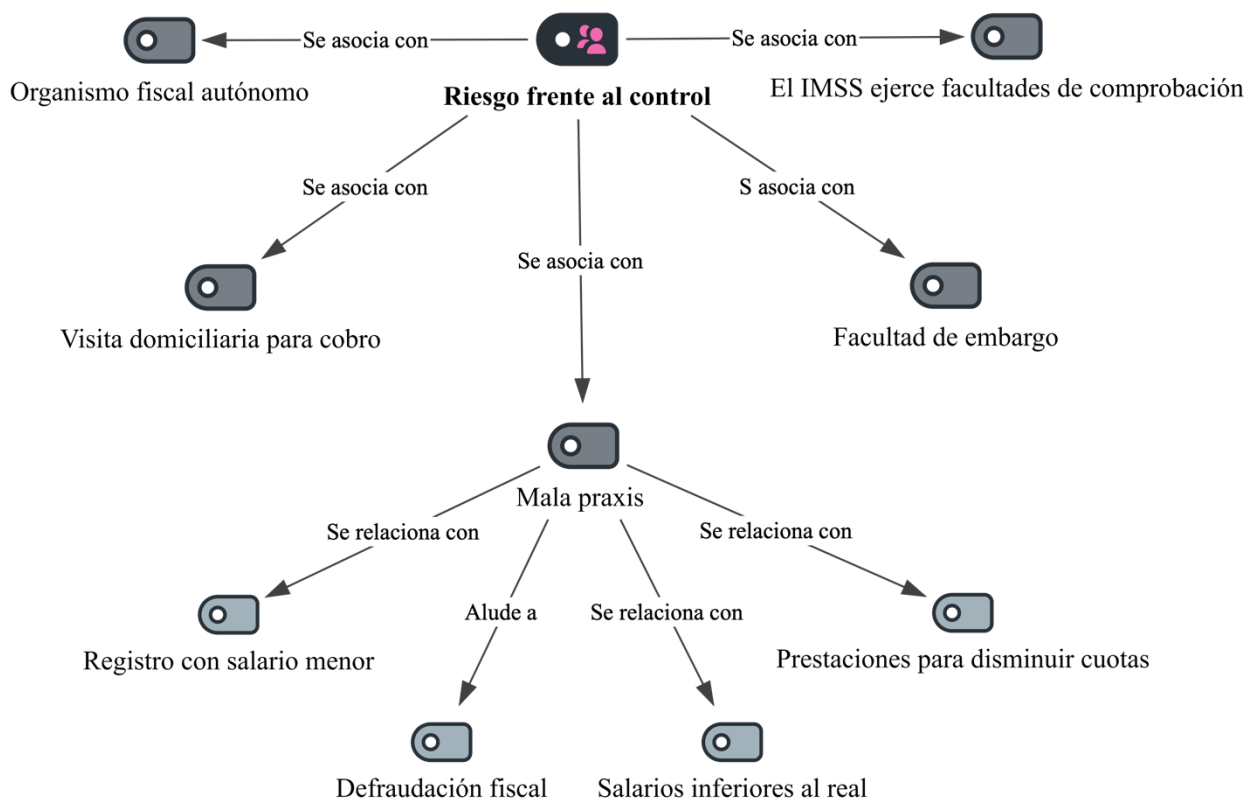 Se asocia con
Se asocia con
Organismo fiscal autónomo
Riesgo frente al control
El IMSS ejerce facultades de comprobación
Se asocia con
S asocia con
Se asocia con
Visita domiciliaria para cobro
Facultad de embargo
Mala praxis
Se relaciona con
Se relaciona con
Alude a
Se relaciona con
Registro con salario menor
Prestaciones para disminuir cuotas
Defraudación fiscal
Salarios inferiores al real